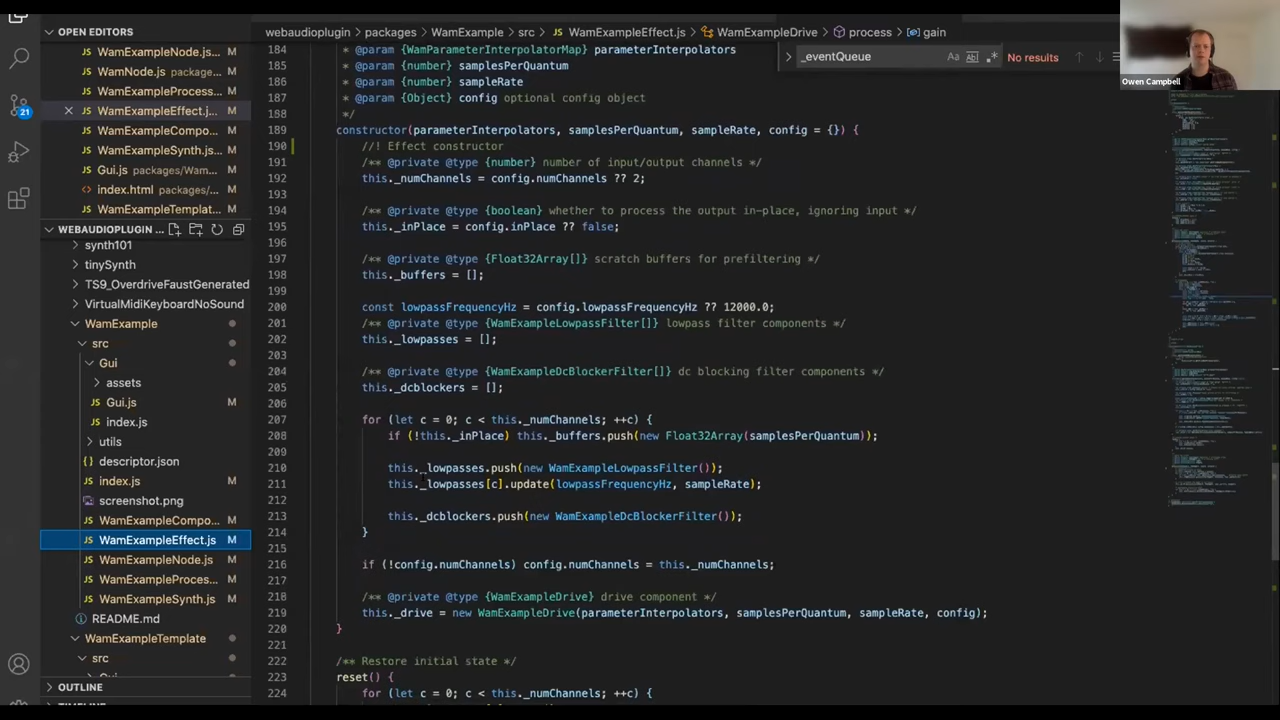 OPEN EDITORS
WamExampleNode.js...
WamNode.js package...
WamExampleProcess...
WamExampleEffect.j...
WamExampleCompo...
WamExampleSynth.js...
Gui.js packages/Wam...
index.html packages/...
WamExampleTemplat...
WEBAUDIOPLUGIN
synth101
tinySynth
TS9_OverdriveFaustGenerated
VirtualMidiKeyboardNoSound
WamExample
src
Gui
assets
Gui.js
index.js
utils
descriptor.json
index.js M
screenshot.png
WamExampleCompo... M
WamExampleEffect.js M
WamExampleNode.js M
WamExampleProces... M
WamExampleSynth.js M
README.md
WamExampleTemplate
src
OUTLINE
21
webaudioplugin > packages > WamExample > src > WamExampleEffect.js > WamExampleDrive > process > gain
_eventQueue Aa ab .* No results
Owen Campbell
184 * @param {WamParameterInterpolatorMap} parameterInterpolators
185 * @param {number} samplesPerQuantum
186 * @param {number} sampleRate
187 * @param {Object} config optional config object
188 */
189 constructor(parameterInterpolators, samplesPerQuantum, sampleRate, config = {}) {
190 //! Effect constructor
191 /** @private @type {number} number of input/output channels */
192 this._numChannels = config.numChannels ?? 2;
193
194 /** @private @type {boolean} whether to process the output in-place, ignoring input */
195 this._inPlace = config.inPlace ?? false;
196
197 /** @private @type {Float32Array[]} scratch buffers for prefiltering */
198 this._buffers = [];
199
200 const lowpassFrequency = config.lowpassFrequencyHz ?? 12000.0;
201 /** @private @type {WamExampleLowpassFilter[]} lowpass filter components */
202 this._lowpasses = [];
203
204 /** @private @type {WamExampleDcBlockerFilter[]} dc blocking filter components */
205 this._dcblockers = [];
206
207 for (let c = 0; c < this._numChannels; ++c) {
208 if (!this._inPlace) this._buffers.push(new Float32Array(samplesPerQuantum));
209
210 this._lowpasses.push(new WamExampleLowpassFilter());
211 this._lowpasses[c].update(lowpassFrequencyHz, sampleRate);
212
213 this._dcblockers.push(new WamExampleDcBlockerFilter());
214 }
215
216 if (!config.numChannels) config.numChannels = this._numChannels;
217
218 /** @private @type {WamExampleDrive} drive component */
219 this._drive = new WamExampleDrive(parameterInterpolators, samplesPerQuantum, sampleRate, config);
220 }
221
222 /** Restore initial state */
223 reset() {
224 for (let c = 0; c < this._numChannels; ++c) {